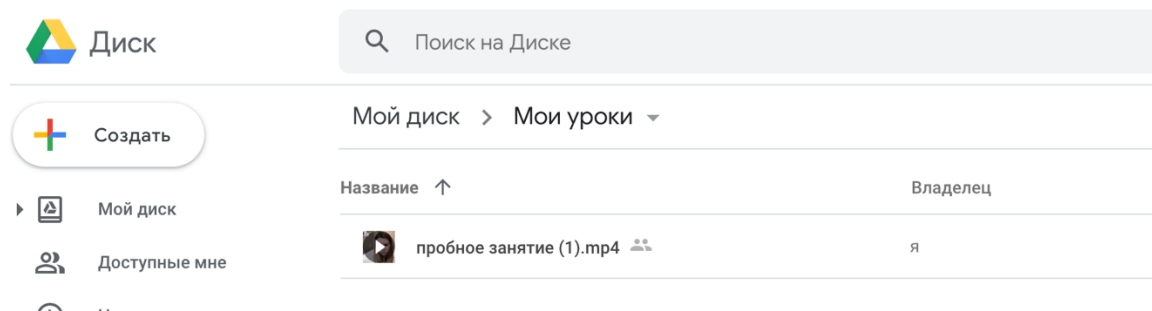 Диск
Поиск на Диске
Создать
Мой диск
Доступные мне
Мой диск > Мои уроки
Название ↑ Владелец
пробное занятие (1).mp4 я